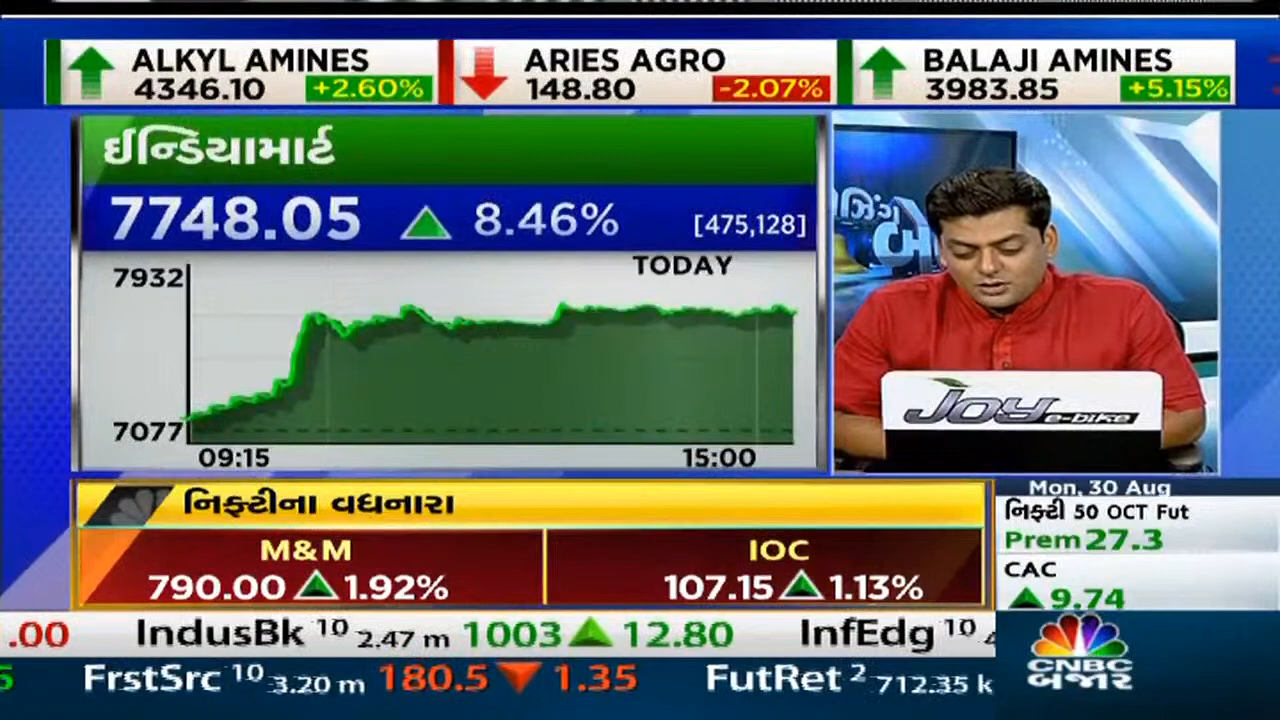 ALKYL AMINES
4346.10 +2.60%
ARIES AGRO
148.80 -2.07%
BALAJI AMINES
3983.85 +5.15%
ઈન્ડિયામાર્ટ
7748.05 8.46% [475,128]
TODAY
7932
7077
09:15 15:00
Joy e-bike
નિફ્ટીના વધનારા
M&M
790.00 1.92%
IOC
107.15 1.13%
Mon, 30 Aug
નિફ્ટી 50 OCT Fut
Prem 27.3
CAC
9.74
.00 IndusBk 10 2.47 m 1003 12.80 InfEdg 10
FrstSrc 10 3.20 m 180.5 1.35 FutRet 2 712.35 k
CNBC
બજાર